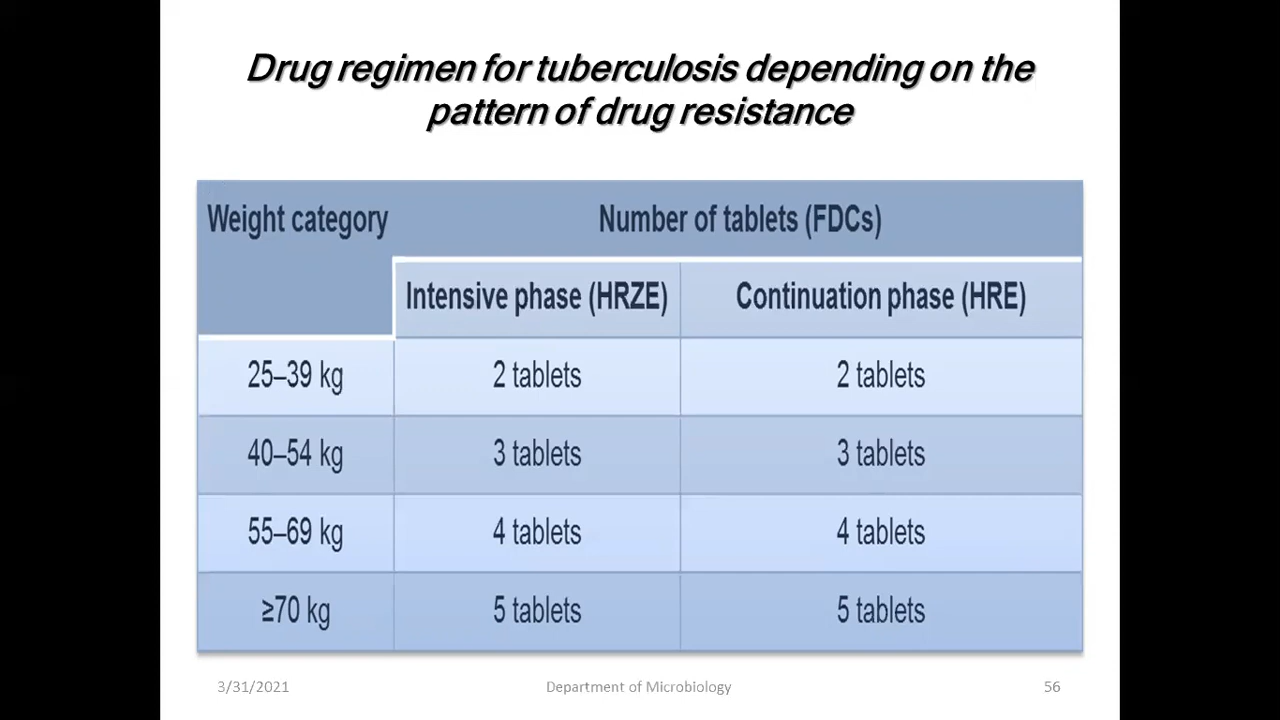 Drug regimen for tuberculosis depending on the
pattern of drug resistance
Weight category
Number of tablets (FDCs)
Intensive phase (HRZE)
Continuation phase (HRE)
25–39 kg
2 tablets
2 tablets
40–54 kg
3 tablets
3 tablets
55–69 kg
4 tablets
4 tablets
≥70 kg
5 tablets
5 tablets
3/31/2021
Department of Microbiology
56